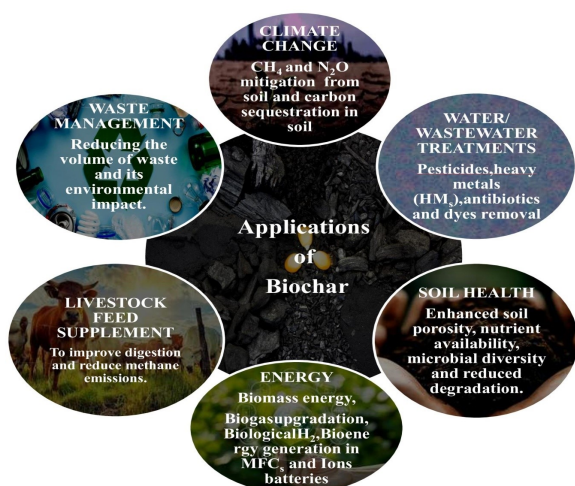 Applications
of
Biochar
CLIMATE
CHANGE
CH₄ and N₂O
mitigation from
soil and carbon
sequestration in
soil
WATER/
WASTEWATER
TREATMENTS
Pesticides,heavy
metals
(HMₛ),antibiotics
and dyes removal
SOIL HEALTH
Enhanced soil
porosity, nutrient
availability,
microbial diversity
and reduced
degradation.
ENERGY
Biomass energy,
Biogasupgradation,
BiologicalH₂,Bioene
rgy generation in
MFCₛ and Ions
batteries
LIVESTOCK
FEED
SUPPLEMENT
To improve digestion
and reduce methane
emissions.
WASTE
MANAGEMENT
Reducing the
volume of waste
and its
environmental
impact.